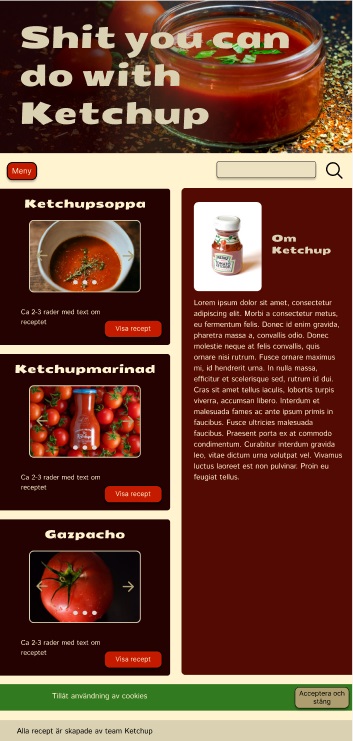 Shit you can
do with
Ketchup
Meny
Ketchupsoppa
Ca 2-3 rader med text om
receptet
Visa recept
Ketchupmarinad
Ca 2-3 rader med text om
receptet
Visa recept
Gazpacho
Ca 2-3 rader med text om
receptet
Visa recept
HEINZ
TOMATO
KETCHUP
Om
Ketchup
Lorem ipsum dolor sit amet, consectetur
adipiscing elit. Morbi a consectetur metus,
eu fermentum felis. Donec id enim gravida,
pharetra massa a, convallis odio. Donec
molestie neque at felis convallis, quis
ornare nisi rutrum. Fusce ornare maximus
mi, id hendrerit urna. In nulla massa,
efficitur et scelerisque sed, rutrum id dui.
Cras sit amet tellus iaculis, lobortis turpis
viverra, accumsan libero. Interdum et
malesuada fames ac ante ipsum primis in
faucibus. Fusce ultricies malesuada
faucibus. Praesent porta ex at commodo
condimentum. Curabitur interdum gravida
leo, vitae dictum urna volutpat vel. Vivamus
luctus laoreet est non pulvinar. Proin eu
feugiat tellus.
Tillåt användning av cookies
Acceptera och
stäng
Alla recept är skapade av team Ketchup